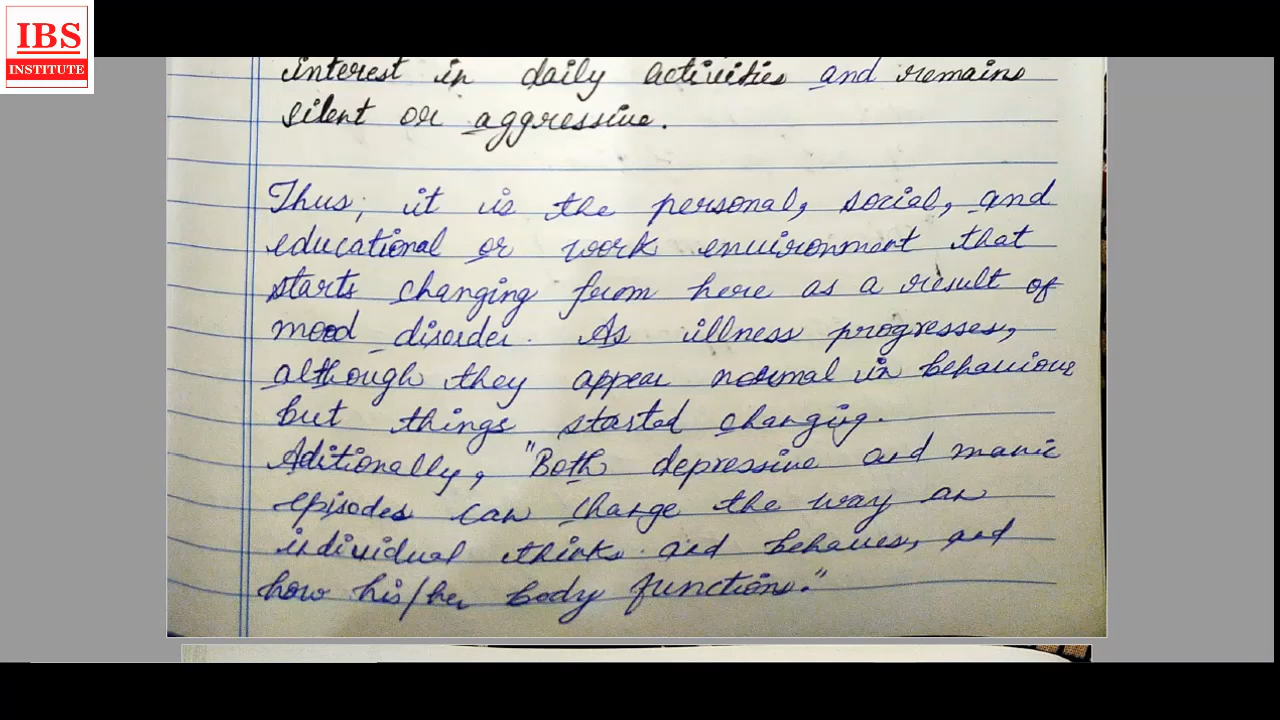 IBS
INSTITUTE
interest in daily activities and remains
silent or aggressive.
Thus, it is the personal, social, and
educational or work environment that
starts changing from here as a result of
mood disorder. As illness progresses,
although they appear normal in behaviour
but things started changing.
Aditionally, "Both depressive and manic
episodes can change the way an
individual thinks and behaves, and
how his/her body functions."